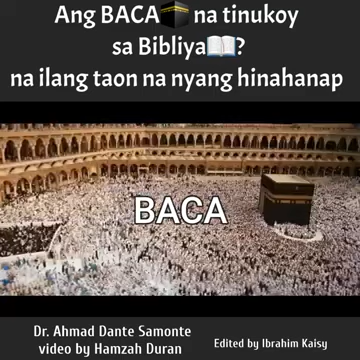 Ang BACA🕋na tinukoy
sa Bibliya📖?
na ilang taon na nyang hinahanap
BACA
Dr. Ahmad Dante Samonte
video by Hamzah Duran
Edited by Ibrahim Kaisy